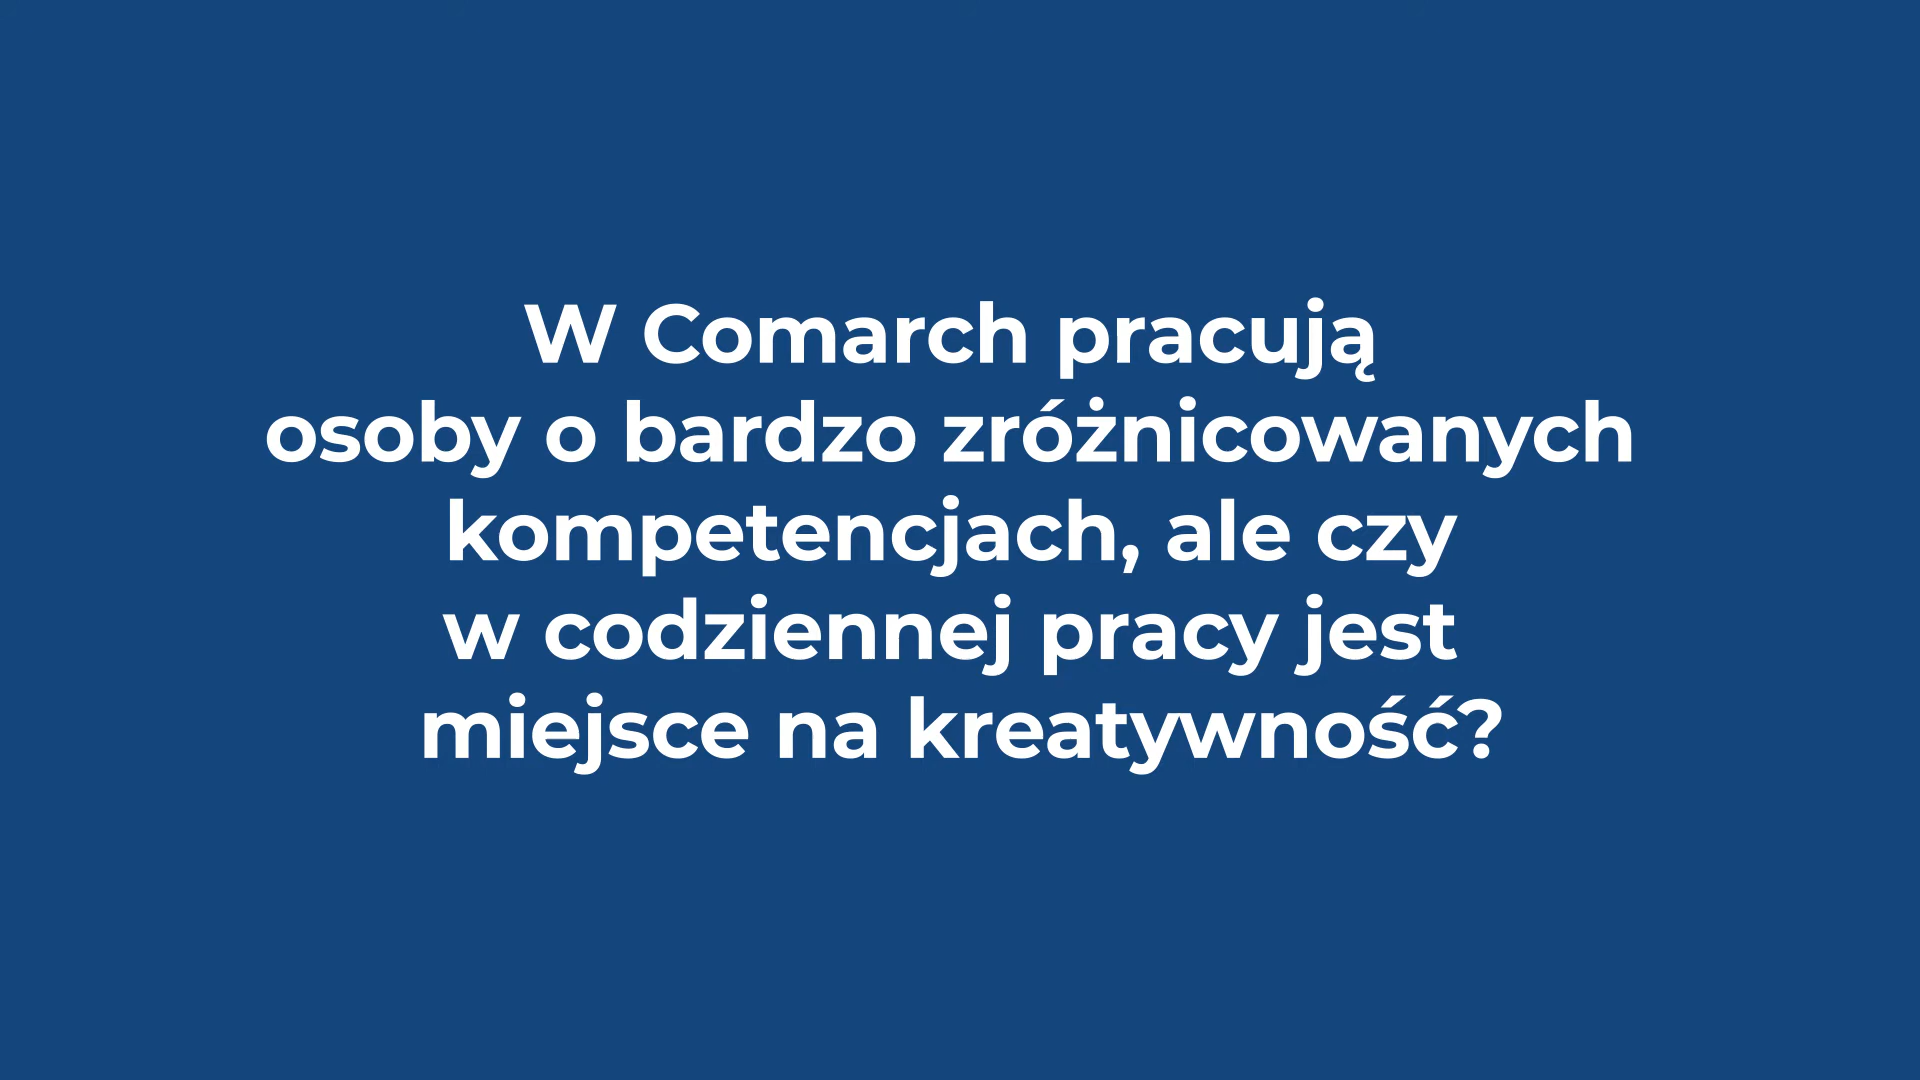 W Comarch pracują
osoby o bardzo zróżnicowanych
kompetencjach, ale czy
w codziennej pracy jest
miejsce na kreatywność?